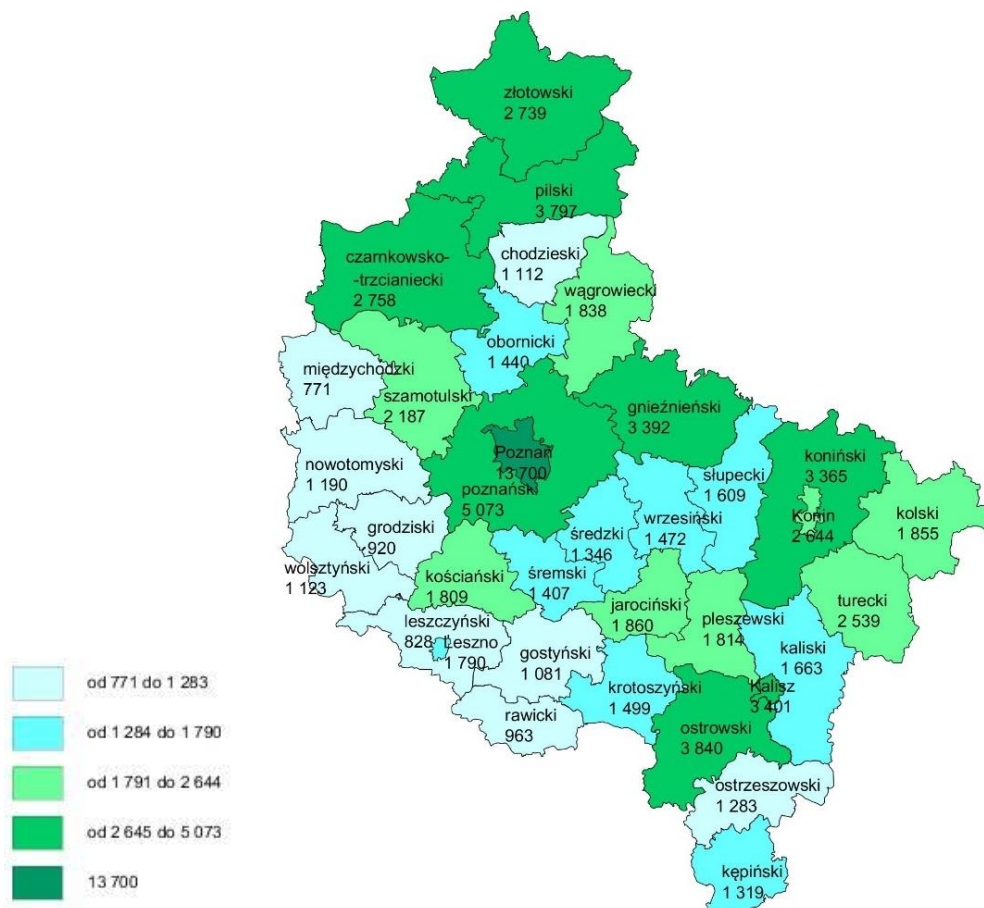 złotowski
2 739
pilski
3 797
chodzieski
1 112
czarnkowsko-
-trzcianiecki
2 758
wągrowiecki
1 838
obornicki
1 440
międzychodzki
771
szamotulski
2 187
gnieźnieński
3 392
Poznań
13 700
poznański
5 073
nowotomyski
1 190
słupecki
1 609
koniński
3 365
Konin
2 644
kolski
1 855
grodziski
920
średzki
1 346
wrzesiński
1 472
wolsztyński
1 123
kościański
1 809
śremski
1 407
jarociński
1 860
pleszewski
1 814
turecki
2 539
leszczyński
828
Leszno
1 790
gostyński
1 081
kaliski
1 663
krotoszyński
1 499
Kalisz
3 401
rawicki
963
ostrowski
3 840
ostrzeszowski
1 283
kępiński
1 319
od 771 do 1 283
od 1 284 do 1 790
od 1 791 do 2 644
od 2 645 do 5 073
13 700